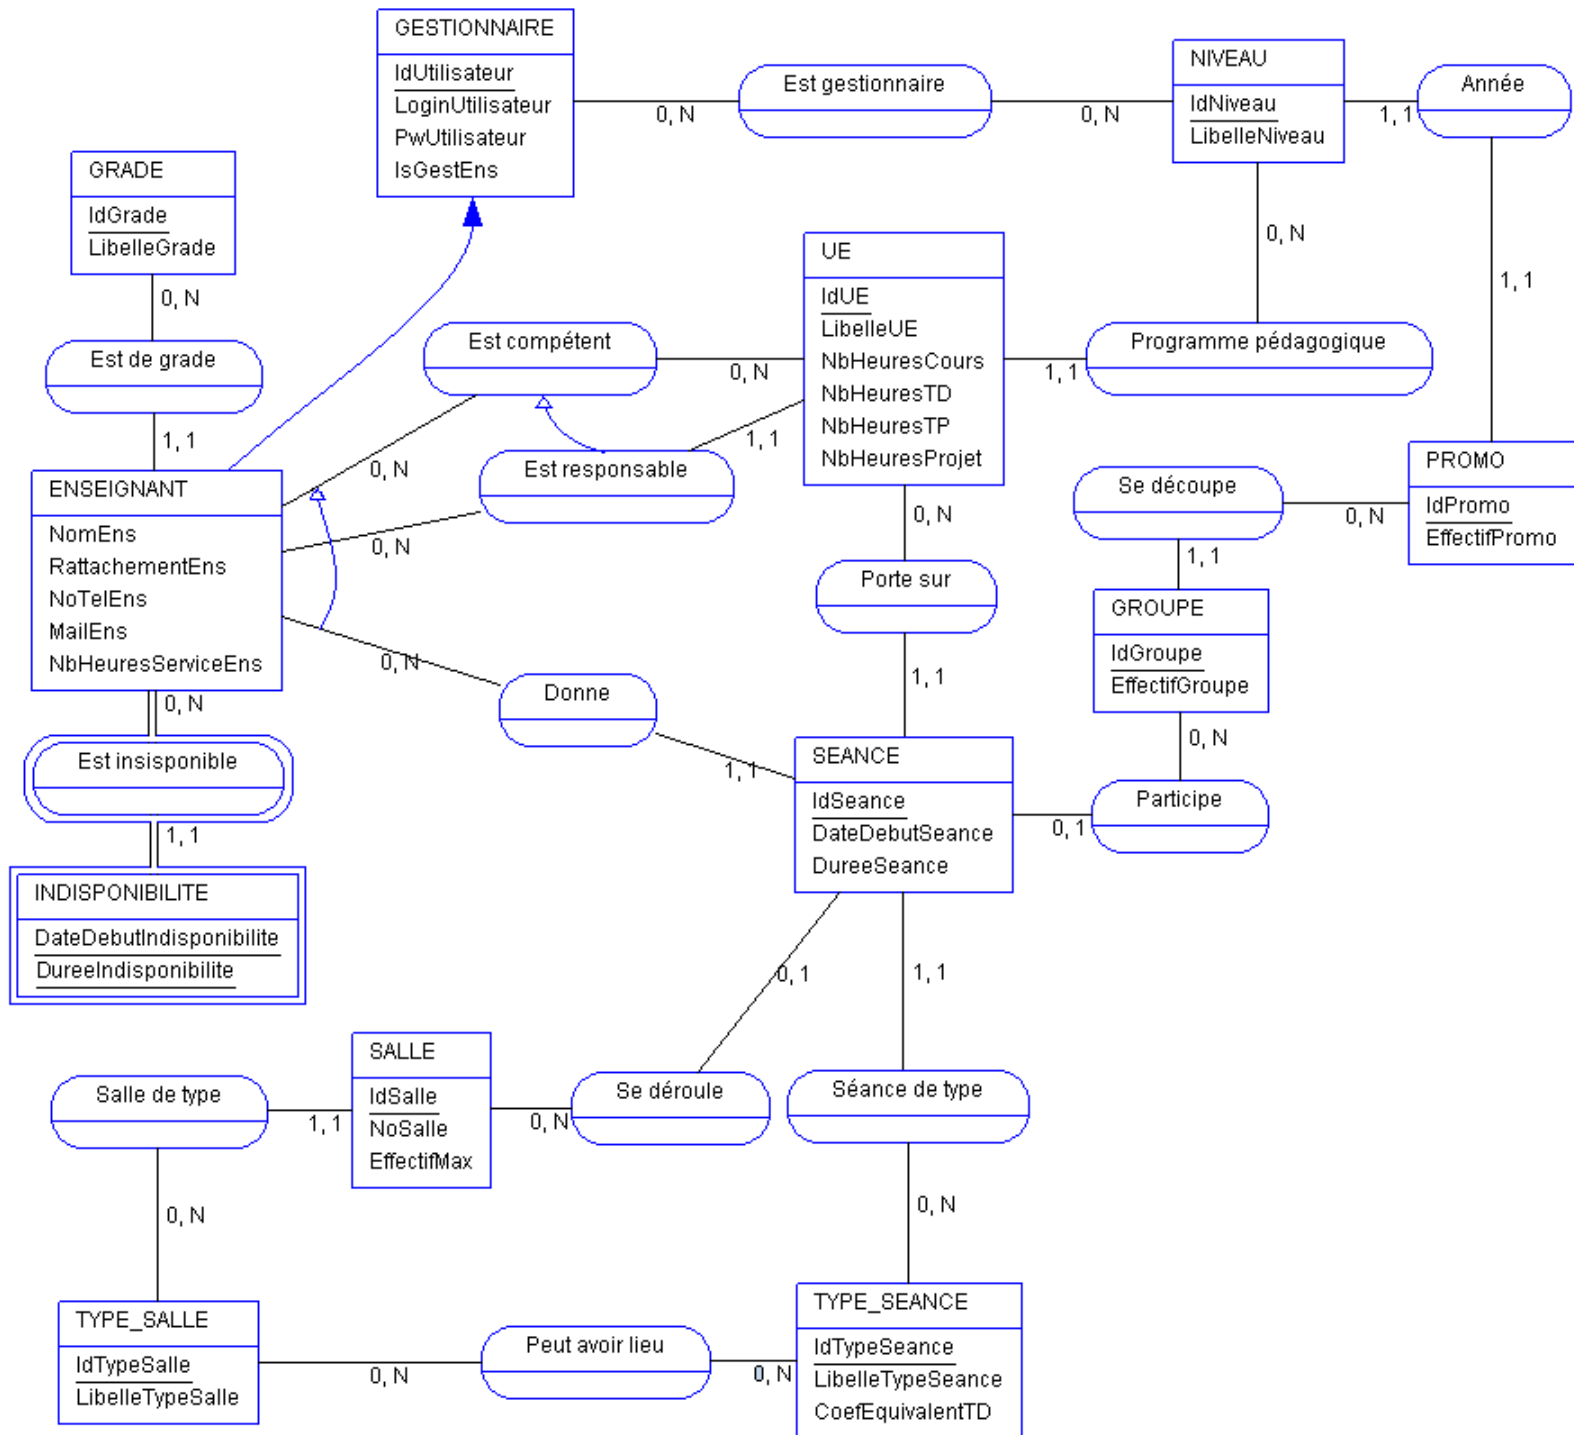 GESTIONNAIRE
IdUtilisateur
LoginUtilisateur
PwUtilisateur
IsGestEns
0, N
Est gestionnaire
0, N
NIVEAU
IdNiveau
LibelleNiveau
1, 1
Année
GRADE
IdGrade
LibelleGrade
0, N
Est de grade
1, 1
UE
IdUE
LibelleUE
NbHeuresCours
NbHeuresTD
NbHeuresTP
NbHeuresProjet
0, N
1, 1
Est compétent
0, N
1, 1
Programme pédagogique
0, N
Est responsable
1, 1
0, N
ENSEIGNANT
NomEns
RattachementEns
NoTelEns
MailEns
NbHeuresServiceEns
PROMO
IdPromo
EffectifPromo
Se découpe
0, N
1, 1
0, N
Porte sur
1, 1
GROUPE
IdGroupe
EffectifGroupe
0, N
0, N
Donne
1, 1
0, N
Est insisponible
1, 1
SEANCE
IdSeance
DateDebutSeance
DureeSeance
0, 1
Participe
INDISPONIBILITE
DateDebutIndisponibilite
DureeIndisponibilite
0, 1
1, 1
SALLE
IdSalle
NoSalle
EffectifMax
Salle de type
1, 1
0, N
Se déroule
Séance de type
0, N
0, N
TYPE_SALLE
IdTypeSalle
LibelleTypeSalle
0, N
Peut avoir lieu
0, N
TYPE_SEANCE
IdTypeSeance
LibelleTypeSeance
CoefEquivalentTD